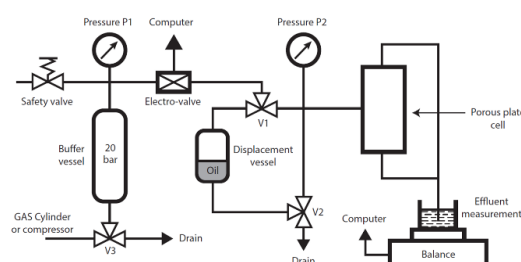 Pressure P1
Computer
Pressure P2
Safety valve
Electro-valve
V1
Porous plate
cell
Buffer
vessel
20
bar
Displacement
vessel
Oil
Effluent
measurement
GAS Cylinder
or compressor
V3
Drain
V2
Computer
Drain
Balance